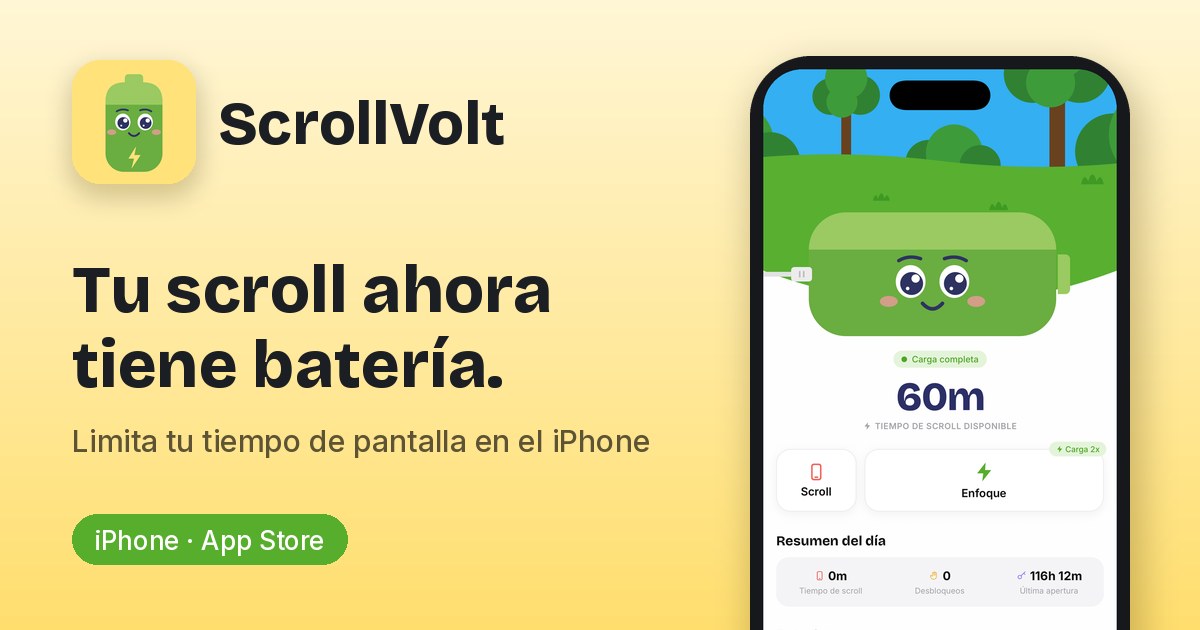 ScrollVolt
Tu scroll ahora
tiene batería.
Limita tu tiempo de pantalla en el iPhone
iPhone · App Store
Carga completa
60m
TIEMPO DE SCROLL DISPONIBLE
Carga 2x
Scroll
Enfoque
Resumen del día
0m
Tiempo de scroll
0
Desbloqueos
116h 12m
Última apertura